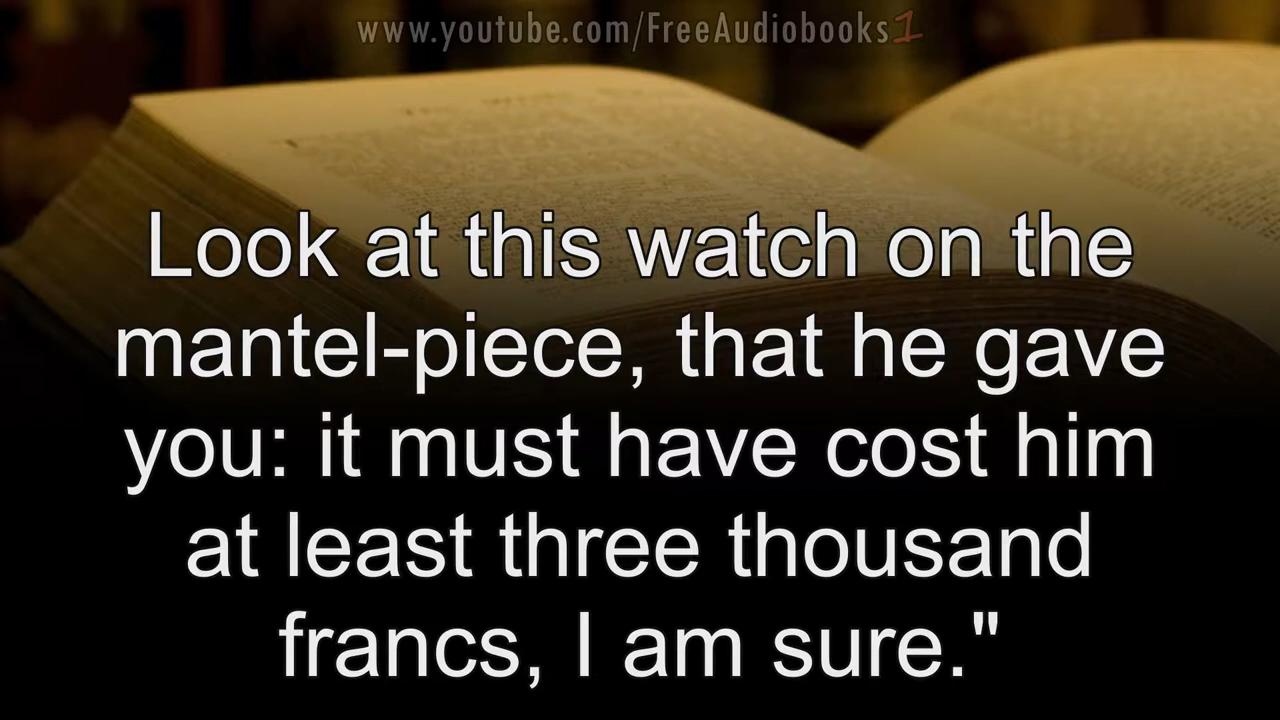 www.youtube.com/FreeAudiobooks1
Look at this watch on the
mantel-piece, that he gave
you: it must have cost him
at least three thousand
francs, I am sure."